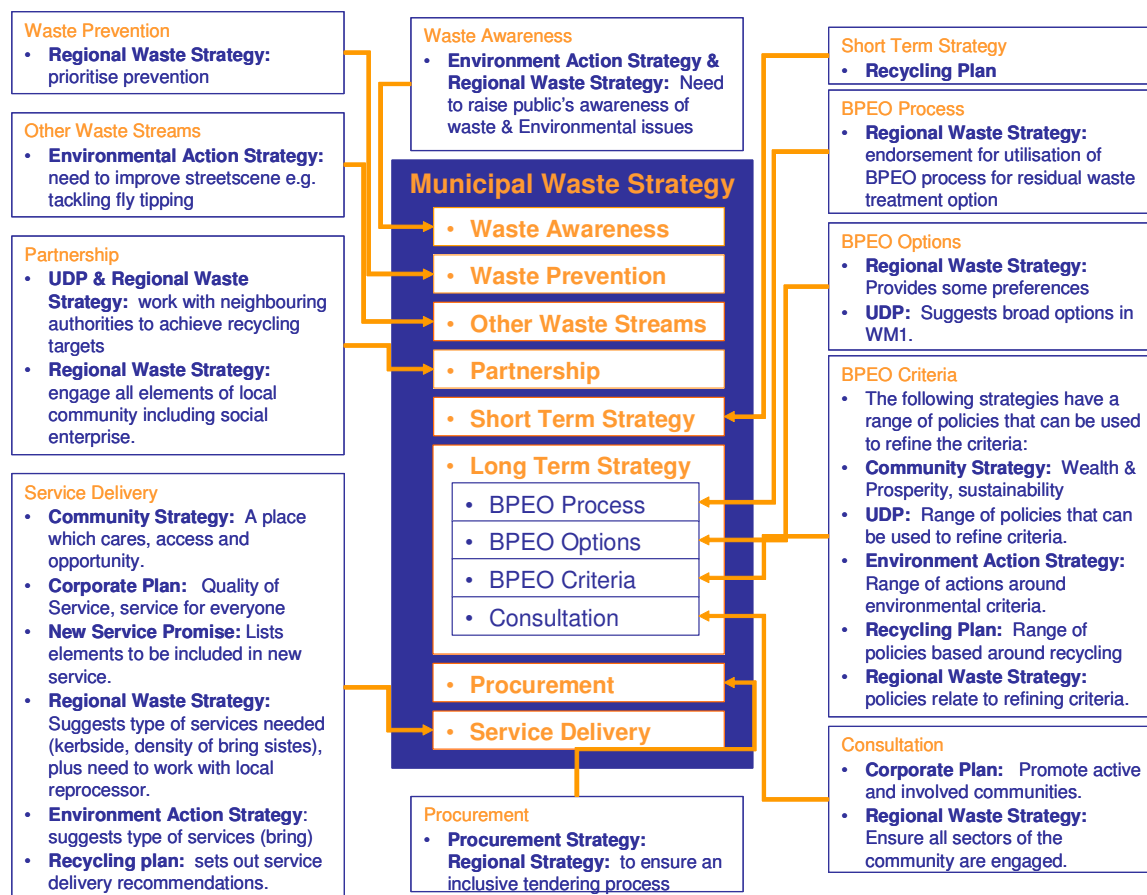 Waste Prevention
• Regional Waste Strategy:
prioritise prevention
Other Waste Streams
• Environmental Action Strategy:
need to improve streetscene e.g.
tackling fly tipping
Partnership
• UDP & Regional Waste
Strategy: work with neighbouring
authorities to achieve recycling
targets
• Regional Waste Strategy:
engage all elements of local
community including social
enterprise.
Service Delivery
• Community Strategy: A place
which cares, access and
opportunity.
• Corporate Plan: Quality of
Service, service for everyone
• New Service Promise: Lists
elements to be included in new
service.
• Regional Waste Strategy:
Suggests type of services needed
(kerbside, density of bring sistes),
plus need to work with local
reprocessor.
• Environment Action Strategy:
suggests type of services (bring)
• Recycling plan: sets out service
delivery recommendations.
Waste Awareness
• Environment Action Strategy &
Regional Waste Strategy: Need
to raise public's awareness of
waste & Environmental issues
Municipal Waste Strategy
• Waste Awareness
• Waste Prevention
• Other Waste Streams
• Partnership
• Short Term Strategy
• Long Term Strategy
• BPEO Process
• BPEO Options
• BPEO Criteria
• Consultation
• Procurement
• Service Delivery
Procurement
• Procurement Strategy:
Regional Strategy: to ensure an
inclusive tendering process
Short Term Strategy
• Recycling Plan
BPEO Process
• Regional Waste Strategy:
endorsement for utilisation of
BPEO process for residual waste
treatment option
BPEO Options
• Regional Waste Strategy:
Provides some preferences
• UDP: Suggests broad options in
WM1.
BPEO Criteria
• The following strategies have a
range of policies that can be used
to refine the criteria:
• Community Strategy: Wealth &
Prosperity, sustainability
• UDP: Range of policies that can
be used to refine criteria.
• Environment Action Strategy:
Range of actions around
environmental criteria.
• Recycling Plan: Range of
policies based around recycling
• Regional Waste Strategy:
policies relate to refining criteria.
Consultation
• Corporate Plan: Promote active
and involved communities.
• Regional Waste Strategy:
Ensure all sectors of the
community are engaged.